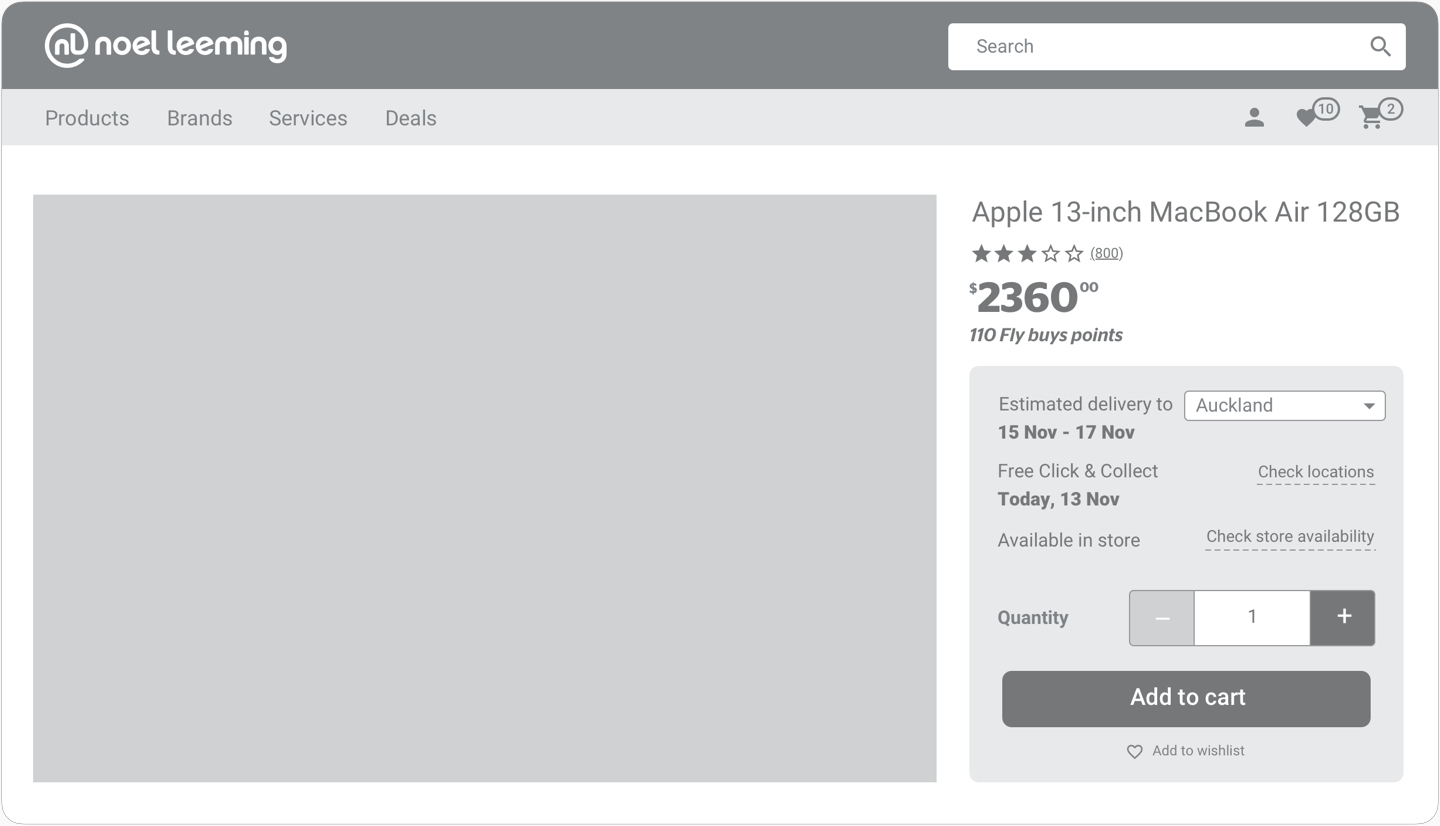 nl noel leeming
Search
Products Brands Services Deals
10 2
Apple 13-inch MacBook Air 128GB
(800)
$2360 00
110 Fly buys points
Estimated delivery to Auckland
15 Nov - 17 Nov
Free Click & Collect Check locations
Today, 13 Nov
Available in store Check store availability
Quantity – 1 +
Add to cart
Add to wishlist